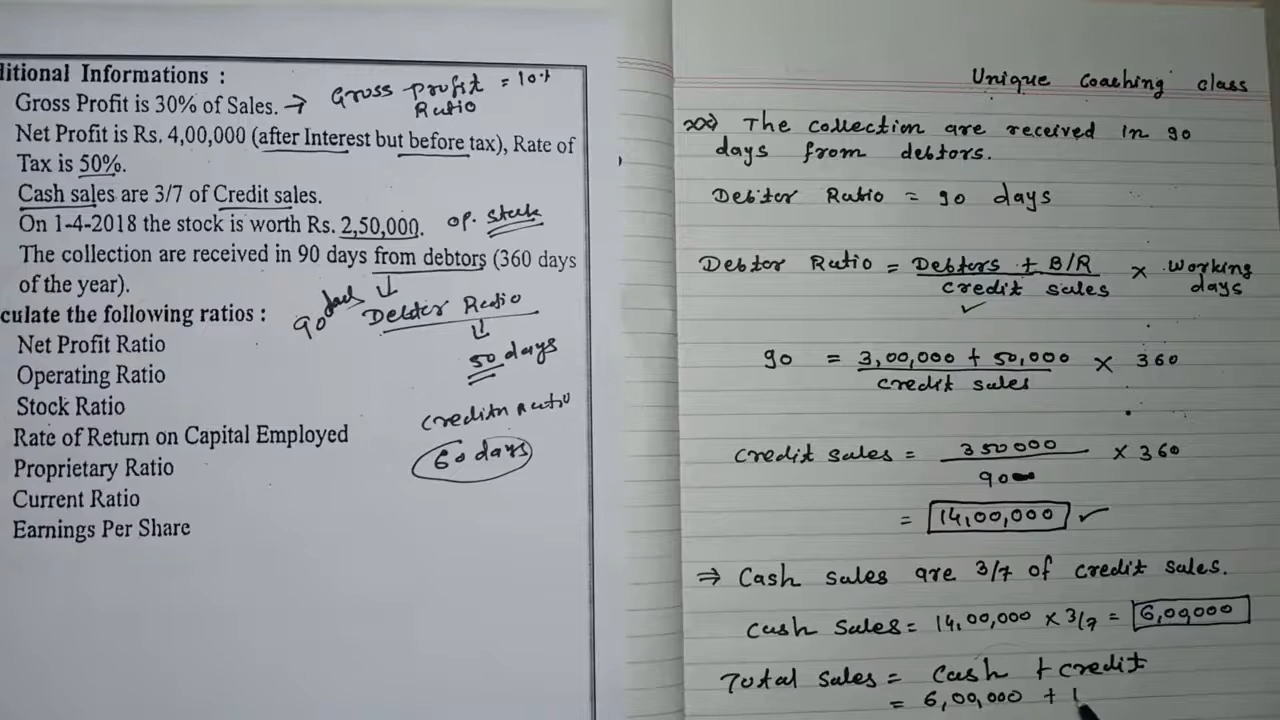 ditional Informations :
Gross Profit is 30% of Sales. → Gross profit Ratio = 10%
Net Profit is Rs. 4,00,000 (after Interest but before tax), Rate of
Tax is 50%.
Cash sales are 3/7 of Credit sales.
On 1-4-2018 the stock is worth Rs. 2,50,000. op. stock
The collection are received in 90 days from debtors (360 days
of the year).
90 days Debtor Ratio
50 days
creditn ratio
60 days
culate the following ratios :
Net Profit Ratio
Operating Ratio
Stock Ratio
Rate of Return on Capital Employed
Proprietary Ratio
Current Ratio
Earnings Per Share
Unique Coaching class
The collection are received in 90
days from debtors.
Debtor Ratio = 90 days
Debtor Ratio = Debtors + B/R / credit sales × working days
90 = 3,00,000 + 50,000 / credit sales × 360
credit sales = 350000 / 90 × 360
= 14,00,000 ✓
⇒ Cash sales are 3/7 of credit sales.
Cash sales = 14,00,000 × 3/7 = 6,00,000
Total sales = Cash + credit
= 6,00,000 + 1